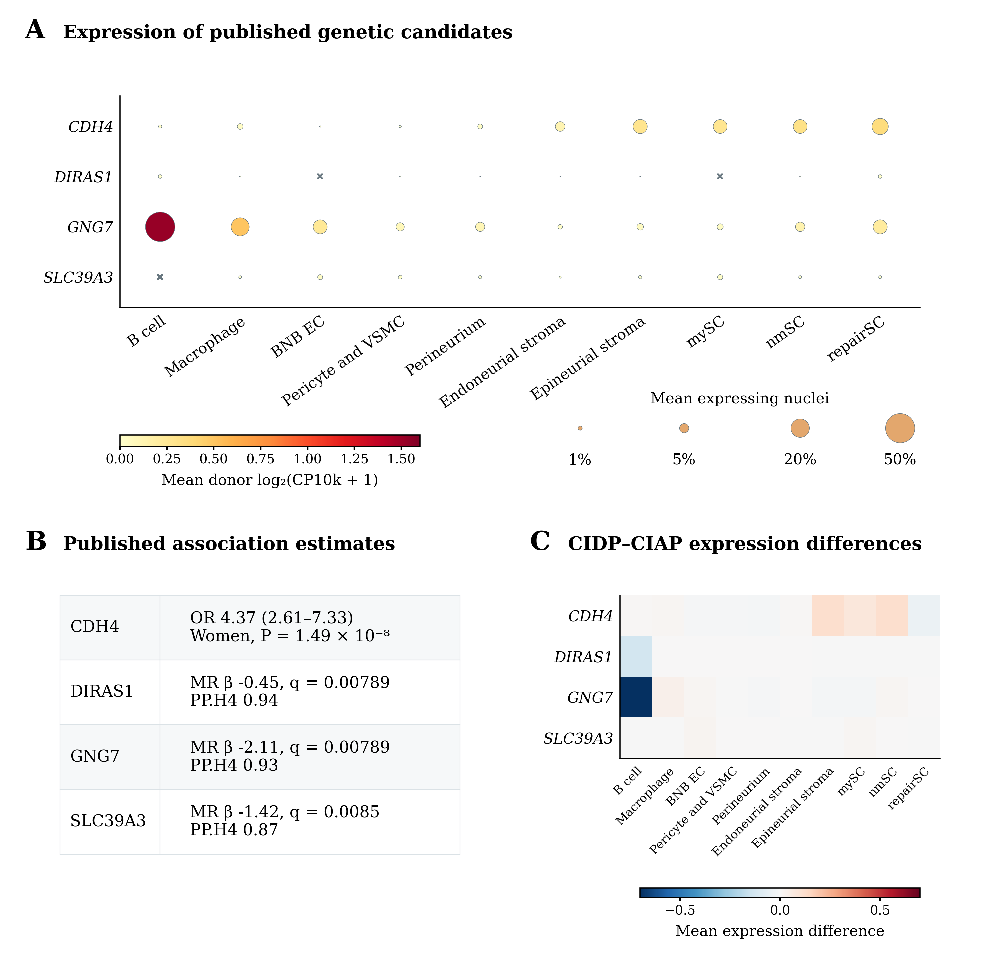 A Expression of published genetic candidates
CDH4
DIRAS1
GNG7
SLC39A3
B cell
Macrophage
BNB EC
Pericyte and VSMC
Perineurium
Endoneurial stroma
Epineurial stroma
mySC
nmSC
repairSC
0.00 0.25 0.50 0.75 1.00 1.25 1.50
Mean donor log₂(CP10k + 1)
Mean expressing nuclei
1% 5% 20% 50%
B Published association estimates
CDH4
OR 4.37 (2.61–7.33)
Women, P = 1.49 × 10⁻⁸
DIRAS1
MR β -0.45, q = 0.00789
PP.H4 0.94
GNG7
MR β -2.11, q = 0.00789
PP.H4 0.93
SLC39A3
MR β -1.42, q = 0.0085
PP.H4 0.87
C CIDP–CIAP expression differences
CDH4
DIRAS1
GNG7
SLC39A3
B cell
Macrophage
BNB EC
Pericyte and VSMC
Perineurium
Endoneurial stroma
Epineurial stroma
mySC
nmSC
repairSC
−0.5 0.0 0.5
Mean expression difference